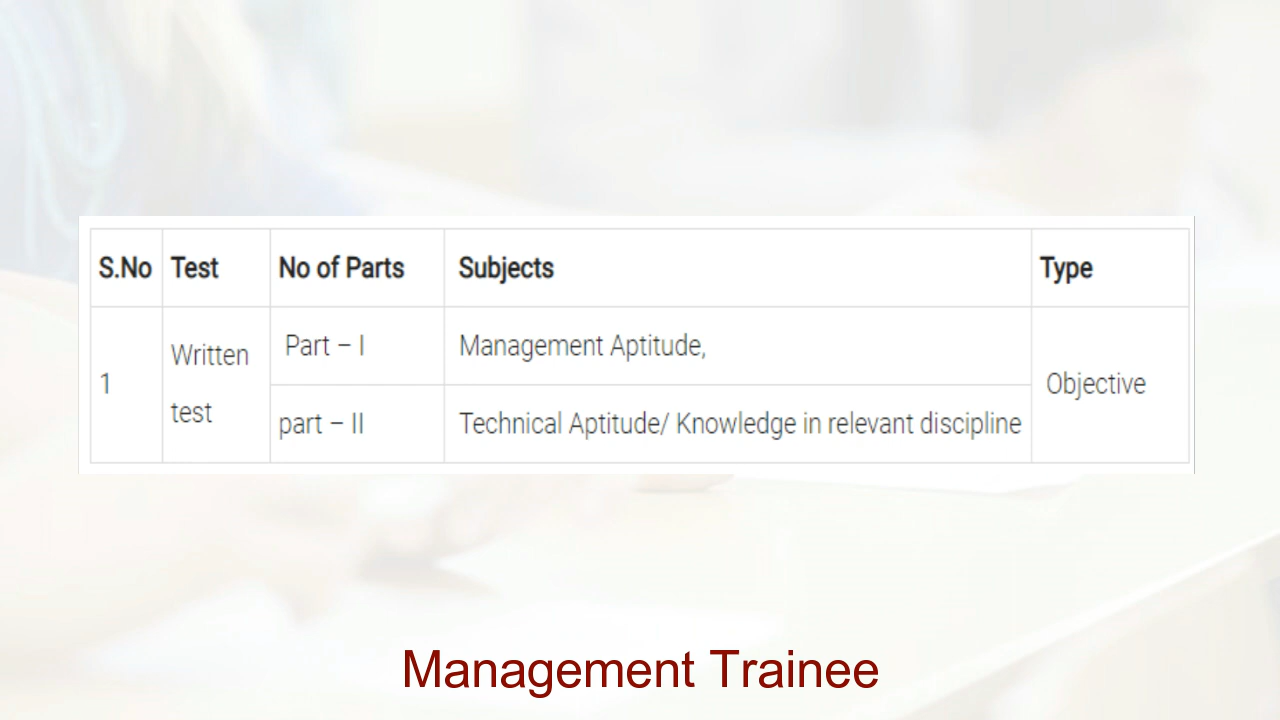 S.No Test No of Parts Subjects Type
1 Written test Part – I Management Aptitude, Objective
part – II Technical Aptitude/ Knowledge in relevant discipline
Management Trainee